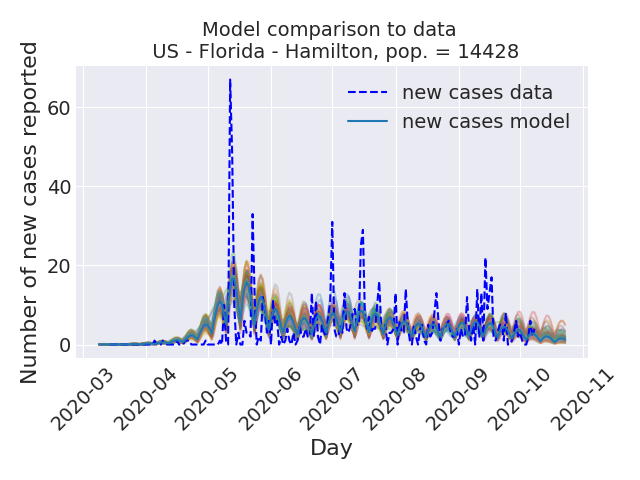 Model comparison to data
US - Florida - Hamilton, pop. = 14428
Number of new cases reported
60
40
20
0
new cases data
new cases model
2020-03
2020-04
2020-05
2020-06
2020-07
2020-08
2020-09
2020-10
2020-11
Day